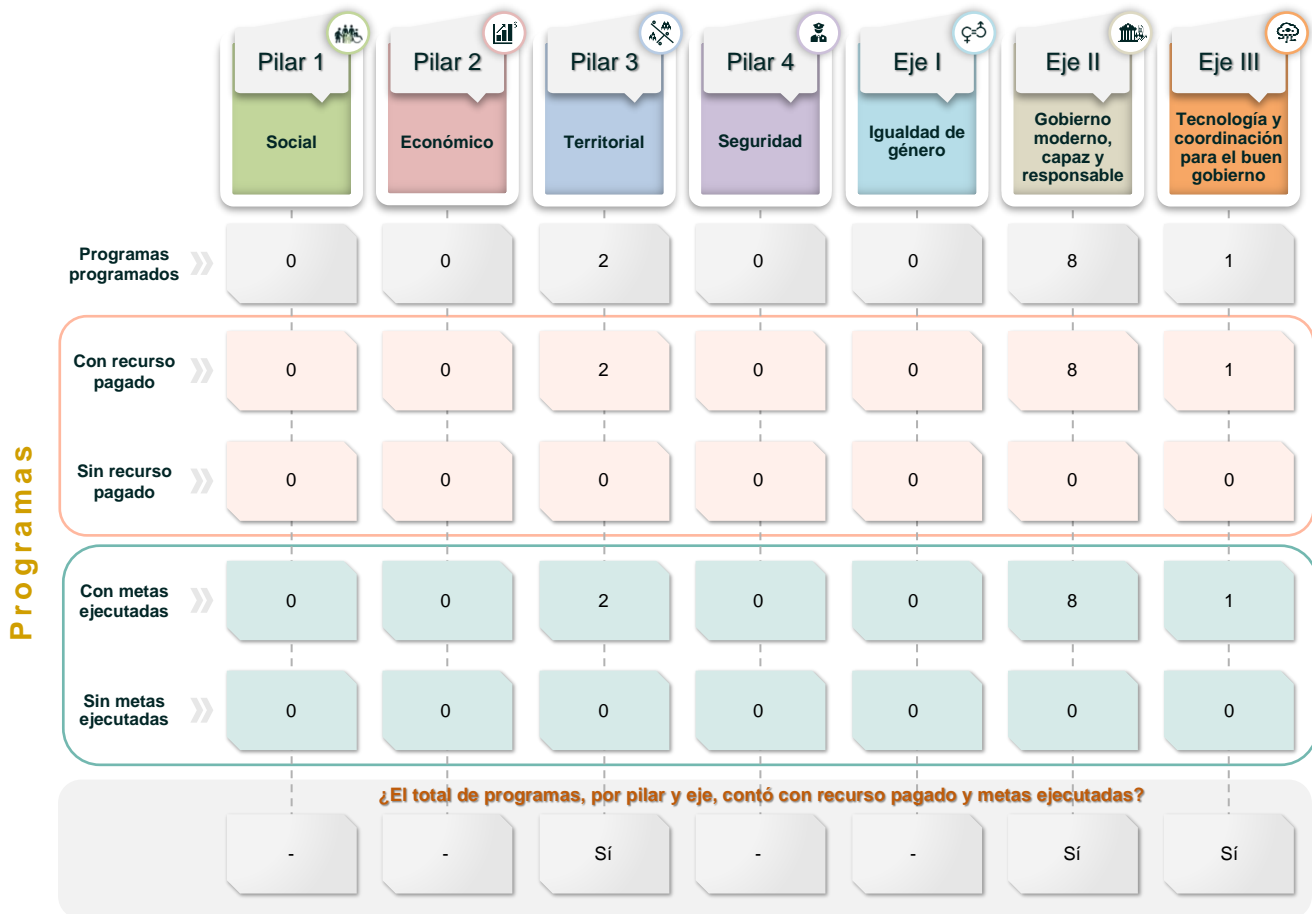 Pilar 1
Pilar 2
Pilar 3
Pilar 4
Eje I
Eje II
Eje III
Social
Económico
Territorial
Seguridad
Igualdad de
género
Gobierno
moderno,
capaz y
responsable
Tecnología y
coordinación
para el buen
gobierno
Programas
Programas
programados
0
0
2
0
0
8
1
Con recurso
pagado
0
0
2
0
0
8
1
Sin recurso
pagado
0
0
0
0
0
0
0
Con metas
ejecutadas
0
0
2
0
0
8
1
Sin metas
ejecutadas
0
0
0
0
0
0
0
¿El total de programas, por pilar y eje, contó con recurso pagado y metas ejecutadas?
-
-
Sí
-
-
Sí
Sí